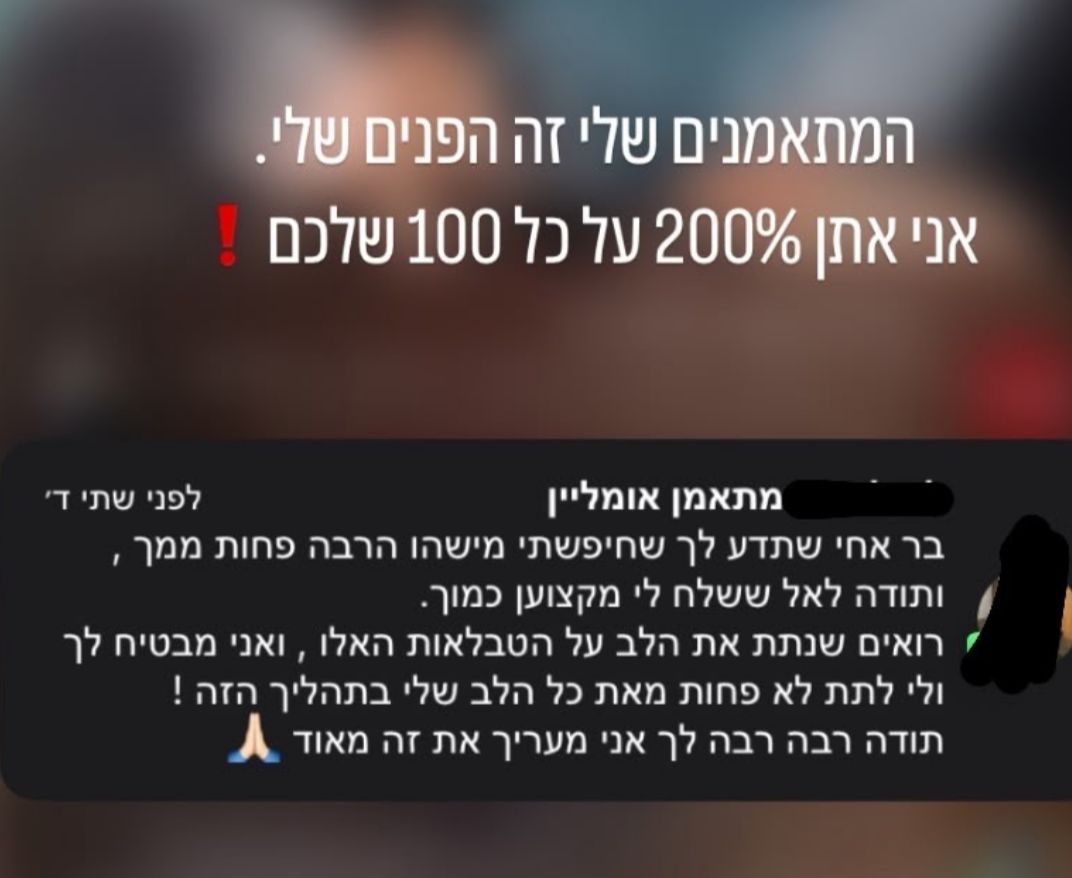 המתאמנים שלי זה הפנים שלי.
אני אתן 200% על כל 100 שלכם❗
מתאמן אומליין
לפני שתי ד׳
בר אחי שתדע לך שחיפשתי מישהו הרבה פחות ממך ,
ותודה לאל ששלח לי מקצוען כמוך.
רואים שנתת את הלב על הטבלאות האלו , ואני מבטיח לך
ולי לתת לא פחות מאת כל הלב שלי בתהליך הזה !
תודה רבה רבה לך אני מעריך את זה מאוד 🙏🏻